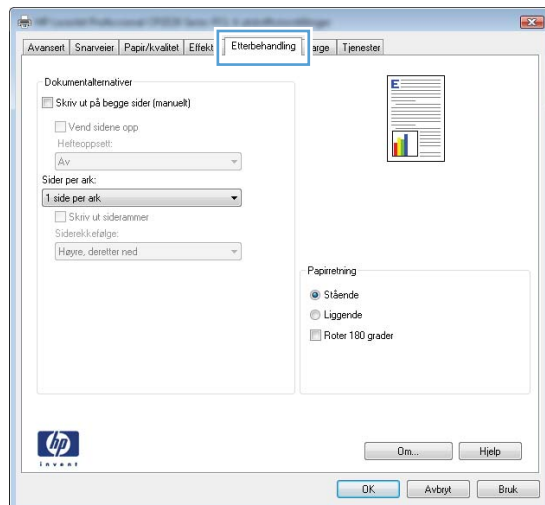 Avansert Snarveier Papir/kvalitet Effekt Etterbehandling arge Tjenester
Dokumentalternativer
Skriv ut på begge sider (manuelt)
Vend sidene opp
Hefteoppsett:
Av
Sider per ark:
1 side per ark
Skriv ut siderammer
Siderekkefølge:
Høyre, deretter ned
E
Papirretning
Stående
Liggende
Roter 180 grader
hp
invent
Om... Hjelp
OK Avbryt Bruk